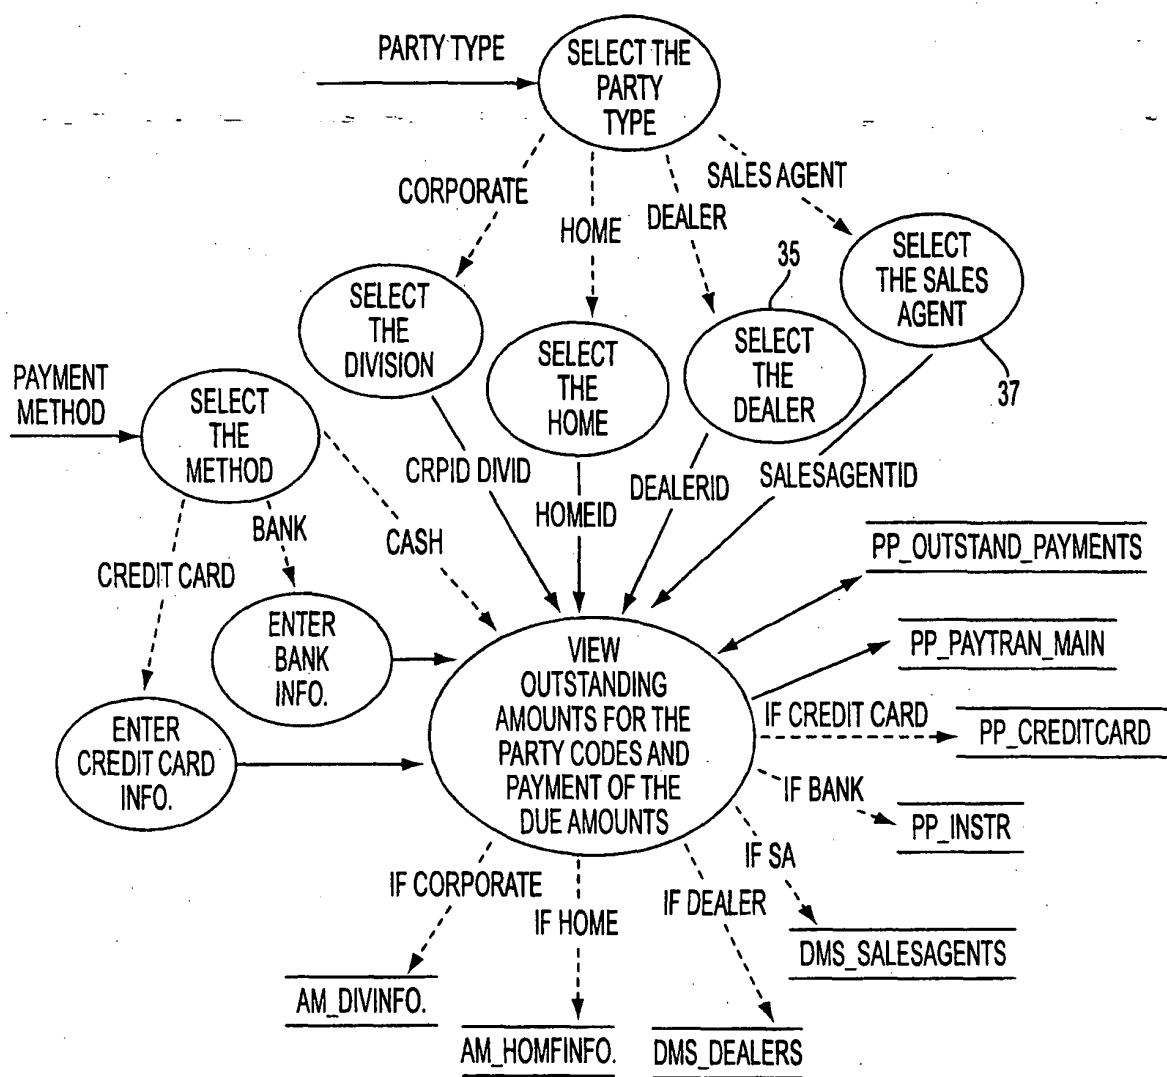 PARTY TYPE
SELECT THE
PARTY
TYPE
CORPORATE
HOME
DEALER
SALES AGENT
SELECT
THE
DIVISION
SELECT
THE
HOME
35
SELECT
THE
DEALER
SELECT
THE SALES
AGENT
37
PAYMENT
METHOD
SELECT
THE
METHOD
CRPID DIVID
HOMEID
DEALERID
SALESAGENTID
CREDIT CARD
BANK
CASH
ENTER
BANK
INFO.
ENTER
CREDIT CARD
INFO.
VIEW
OUTSTANDING
AMOUNTS FOR THE
PARTY CODES AND
PAYMENT OF THE
DUE AMOUNTS
PP_OUTSTAND_PAYMENTS
PP_PAYTRAN_MAIN
IF CREDIT CARD
PP_CREDITCARD
IF BANK
PP_INSTR
IF SA
DMS_SALESAGENTS
IF CORPORATE
IF HOME
IF DEALER
AM_DIVINFO.
AM_HOMFINFO.
DMS_DEALERS